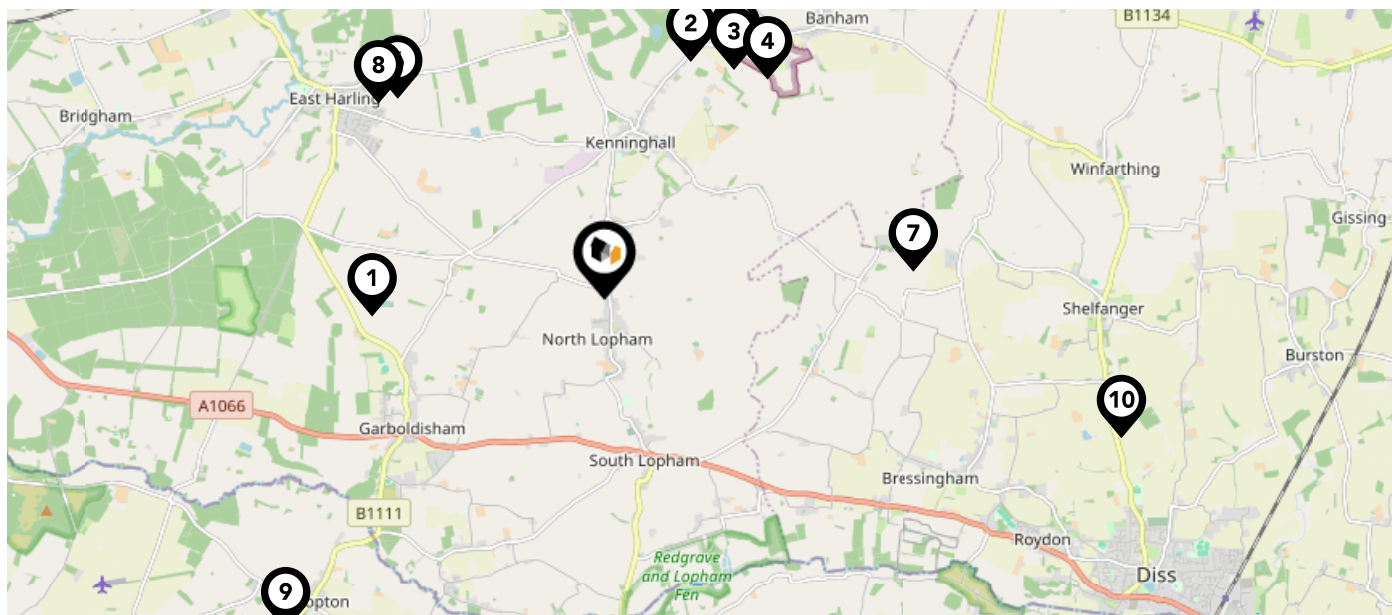 2
3
4
Banham
B1134
8
East Harling
Bridgham
Kenninghall
Winfarthing
Gissing
7
1
Shelfanger
North Lopham
Burston
A1066
10
Garboldisham
South Lopham
Bressingham
B1111
Roydon
Redgrave
and Lopham
Fen
Diss
9
opton